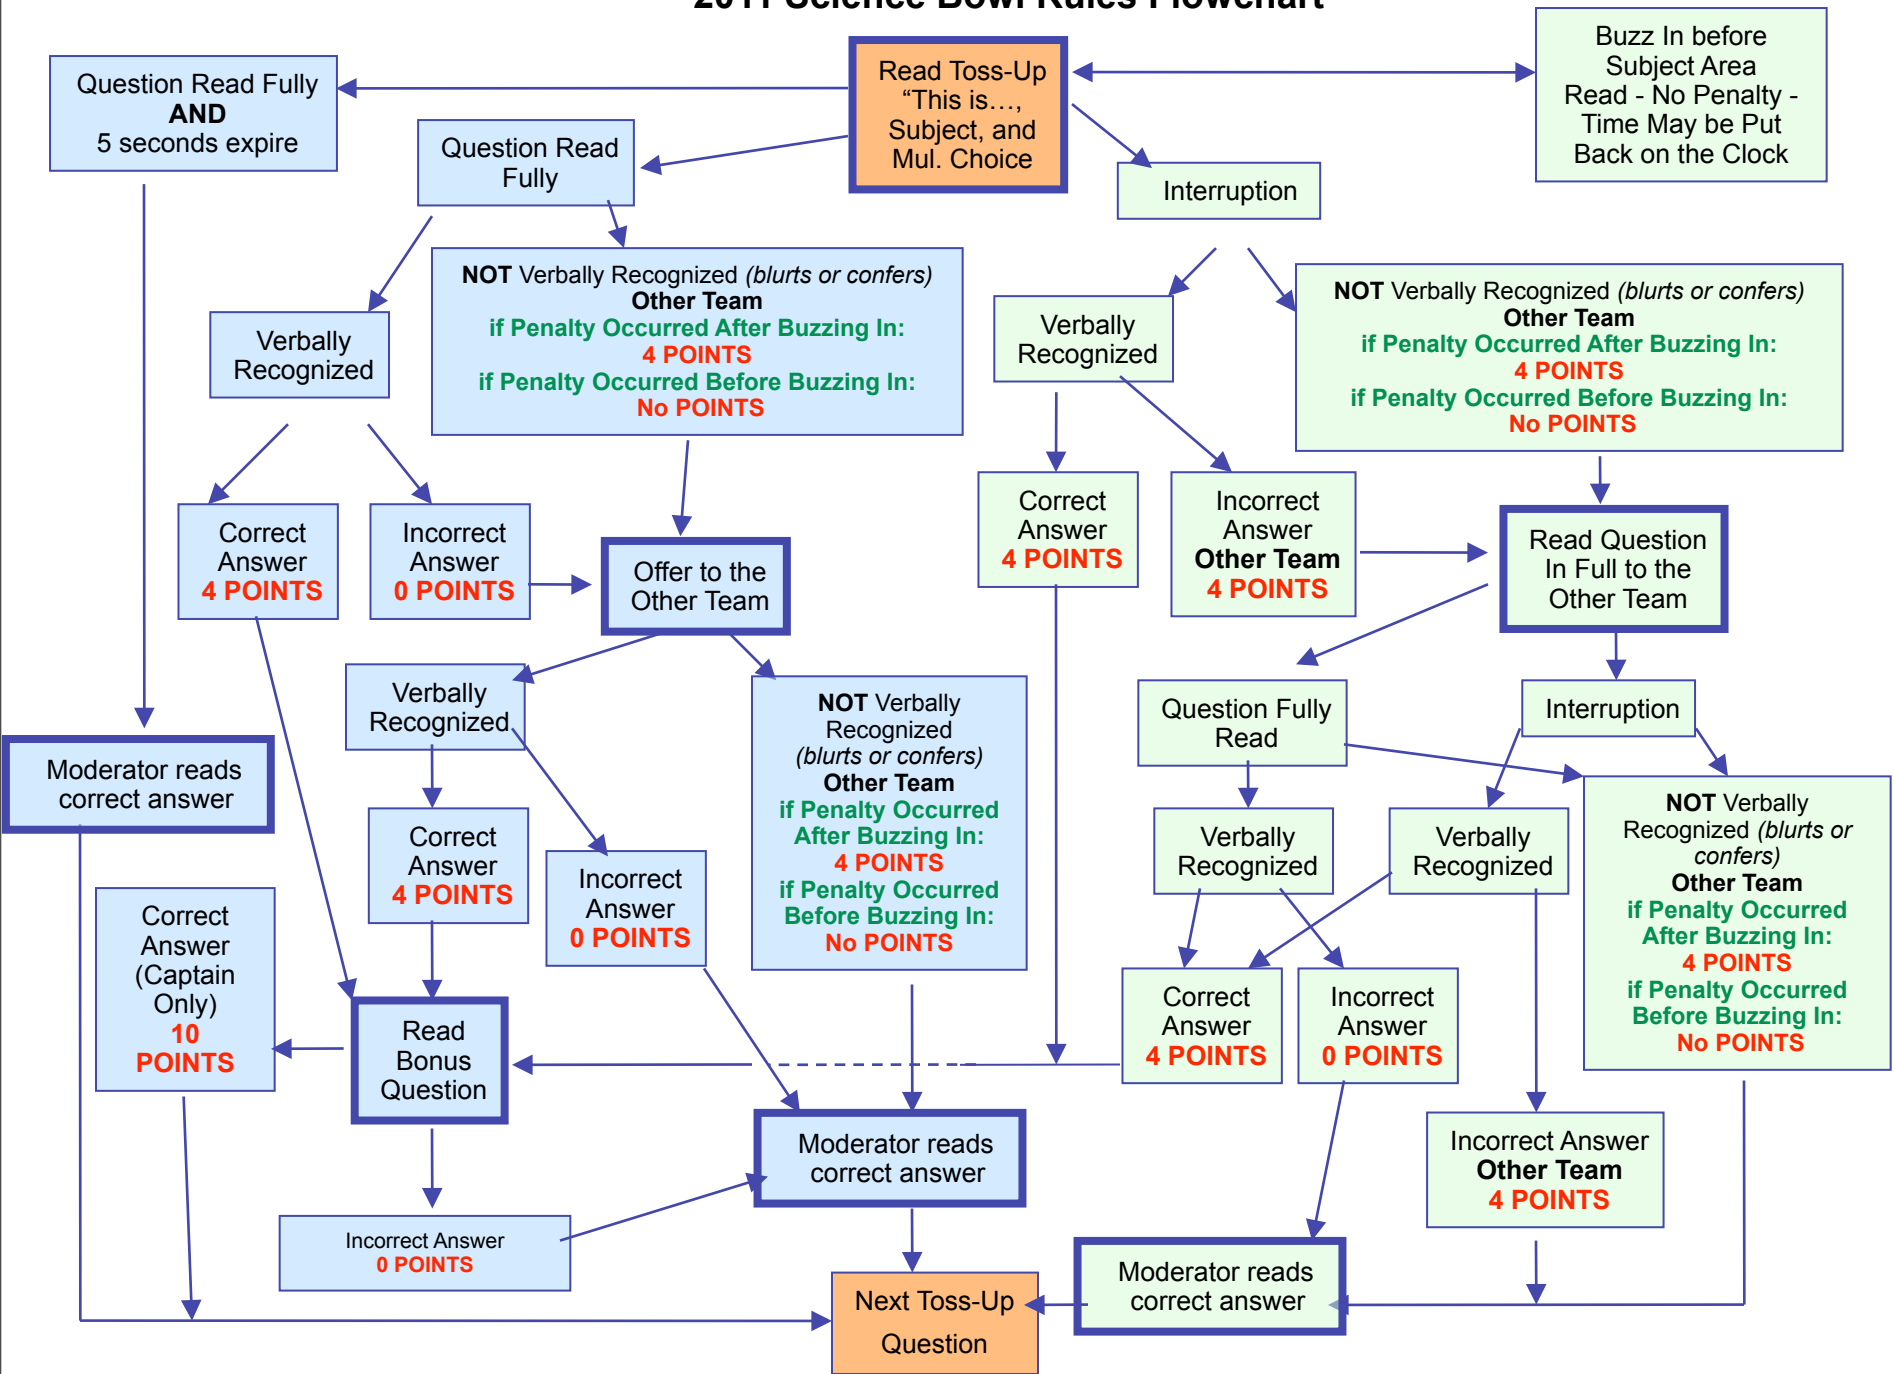 2011 Science Bowl Rules Flowchart
Question Read Fully
AND
5 seconds expire
Read Toss-Up
“This is…,
Subject, and
Mul. Choice
Buzz In before
Subject Area
Read - No Penalty -
Time May be Put
Back on the Clock
Question Read
Fully
Interruption
NOT Verbally Recognized (blurts or confers)
Other Team
if Penalty Occurred After Buzzing In:
4 POINTS
if Penalty Occurred Before Buzzing In:
No POINTS
Verbally
Recognized
Verbally
Recognized
NOT Verbally Recognized (blurts or confers)
Other Team
if Penalty Occurred After Buzzing In:
4 POINTS
if Penalty Occurred Before Buzzing In:
No POINTS
Correct
Answer
4 POINTS
Incorrect
Answer
0 POINTS
Offer to the
Other Team
Correct
Answer
4 POINTS
Incorrect
Answer
Other Team
4 POINTS
Read Question
In Full to the
Other Team
Verbally
Recognized
NOT Verbally
Recognized
(blurts or confers)
Other Team
if Penalty Occurred
After Buzzing In:
4 POINTS
if Penalty Occurred
Before Buzzing In:
No POINTS
Question Fully
Read
Interruption
Moderator reads
correct answer
Correct
Answer
4 POINTS
Incorrect
Answer
0 POINTS
Verbally
Recognized
Verbally
Recognized
NOT Verbally
Recognized (blurts or
confers)
Other Team
if Penalty Occurred
After Buzzing In:
4 POINTS
if Penalty Occurred
Before Buzzing In:
No POINTS
Correct
Answer
(Captain
Only)
10
POINTS
Read
Bonus
Question
Correct
Answer
4 POINTS
Incorrect
Answer
0 POINTS
Moderator reads
correct answer
Incorrect Answer
Other Team
4 POINTS
Incorrect Answer
0 POINTS
Next Toss-Up
Question
Moderator reads
correct answer